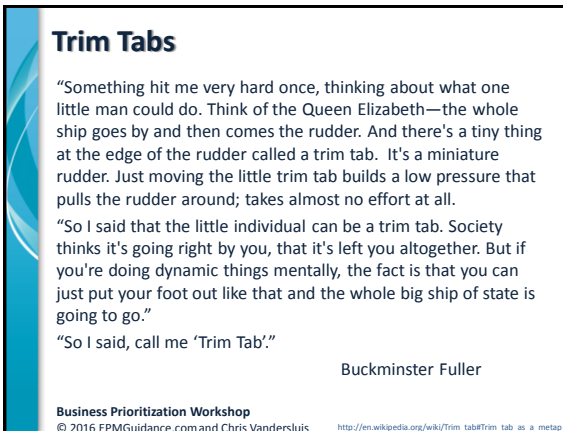 Trim Tabs
“Something hit me very hard once, thinking about what one
little man could do. Think of the Queen Elizabeth—the whole
ship goes by and then comes the rudder. And there's a tiny thing
at the edge of the rudder called a trim tab.  It's a miniature
rudder. Just moving the little trim tab builds a low pressure that
pulls the rudder around; takes almost no effort at all.
“So I said that the little individual can be a trim tab. Society
thinks it's going right by you, that it's left you altogether. But if
you're doing dynamic things mentally, the fact is that you can
just put your foot out like that and the whole big ship of state is
going to go.”
“So I said, call me ‘Trim Tab’.”
Buckminster Fuller
Business Prioritization Workshop
© 2016 EPMGuidance.com and Chris Vandersluis
http://en.wikipedia.org/wiki/Trim_tab#Trim_tab_as_a_metap